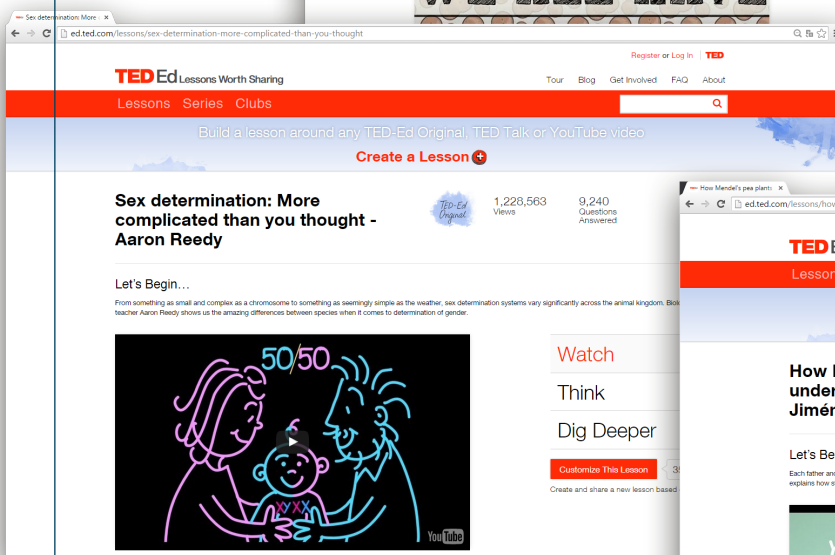 Sex determination: More
ed.ted.com/lessons/sex-determination-more-complicated-than-you-thought
Register or Log In TED
TED Ed Lessons Worth Sharing
Tour Blog Get Involved FAQ About
Lessons Series Clubs
Build a lesson around any TED-Ed Original, TED Talk or YouTube video
Create a Lesson
Sex determination: More
complicated than you thought -
Aaron Reedy
TED-Ed
Original
1,228,563
Views
9,240
Questions
Answered
Let's Begin…
From something as small and complex as a chromosome to something as seemingly simple as the weather, sex determination systems vary significantly across the animal kingdom.
teacher Aaron Reedy shows us the amazing differences between species when it comes to determination of gender.
50/50
XYXX
YouTube
Watch
Think
Dig Deeper
Customize This Lesson
Create and share a new lesson based
How Mendel's pea plants
ed.ted.com/lessons/how
TED
Lesson
How
under
Jimén
Let's Be
Each father and
explains how